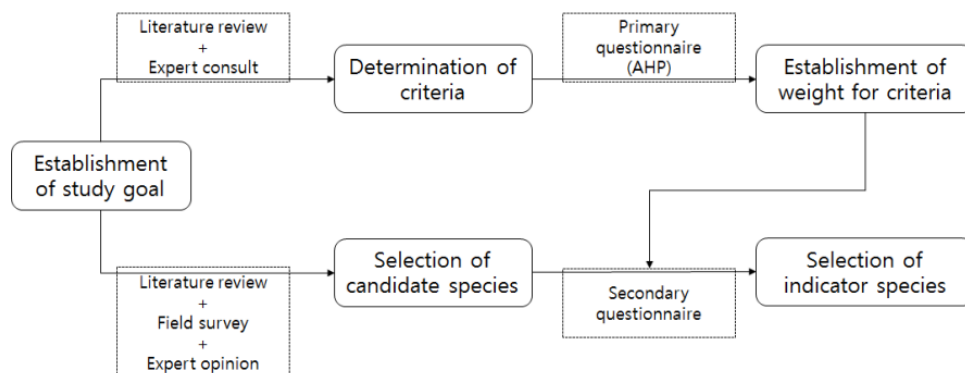 Literature review
+
Expert consult
Determination of
criteria
Primary
questionnaire
(AHP)
Establishment of
weight for criteria
Establishment
of study goal
Literature review
+
Field survey
+
Expert opinion
Selection of
candidate species
Secondary
questionnaire
Selection of
indicator species